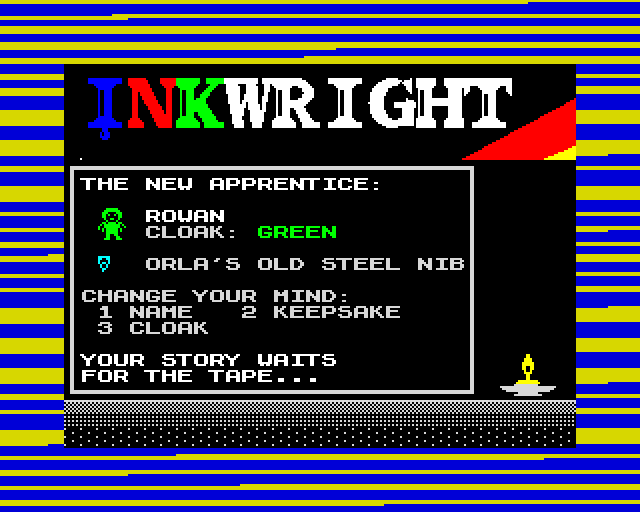 INKWRIGHT
THE NEW APPRENTICE:
ROWAN
CLOAK: GREEN
ORLA'S OLD STEEL NIB
CHANGE YOUR MIND:
1 NAME 2 KEEPSAKE
3 CLOAK
YOUR STORY WAITS
FOR THE TAPE...